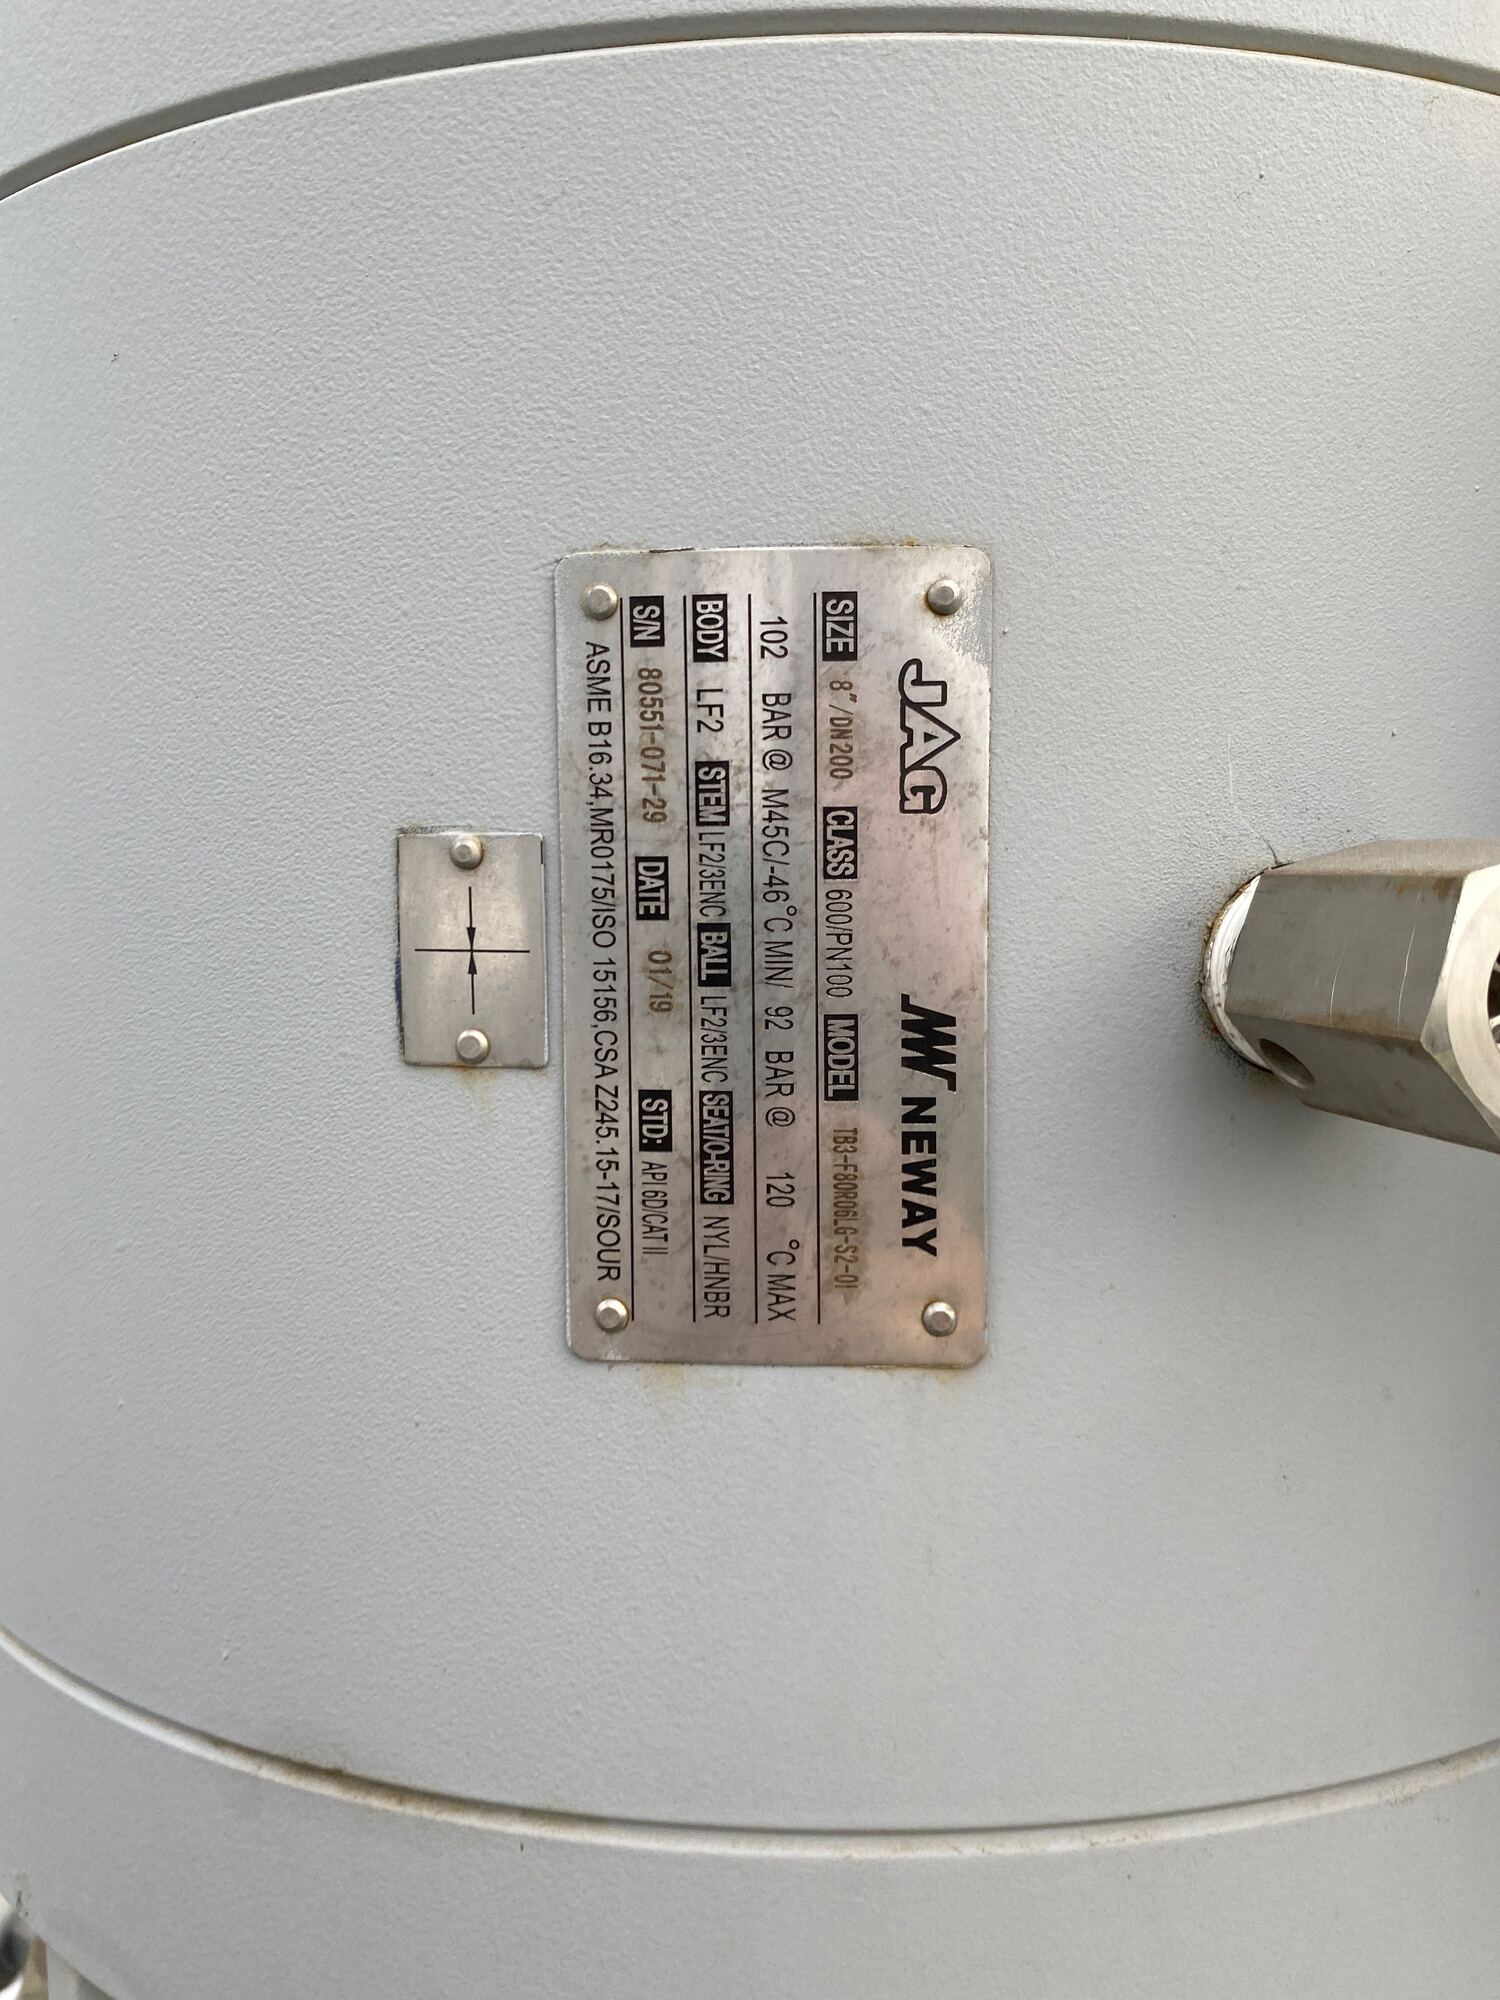 JAG NEWAY
SIZE 8"/DN200 CLASS 600/PN100 MODEL TB3-F80R06LG-S2-01
102 BAR @ M45C/-46°C MIN/ 92 BAR @ 120 °C MAX
BODY LF2 STEM LF2/3ENC BALL LF2/3ENC SEAT/O-RING NYL/HNBR
S/N 80551-071-29 DATE 01/19 STD: API 6D/CAT II
ASME B16.34,MR0175/ISO 15156,CSA Z245.15-17/SOUR